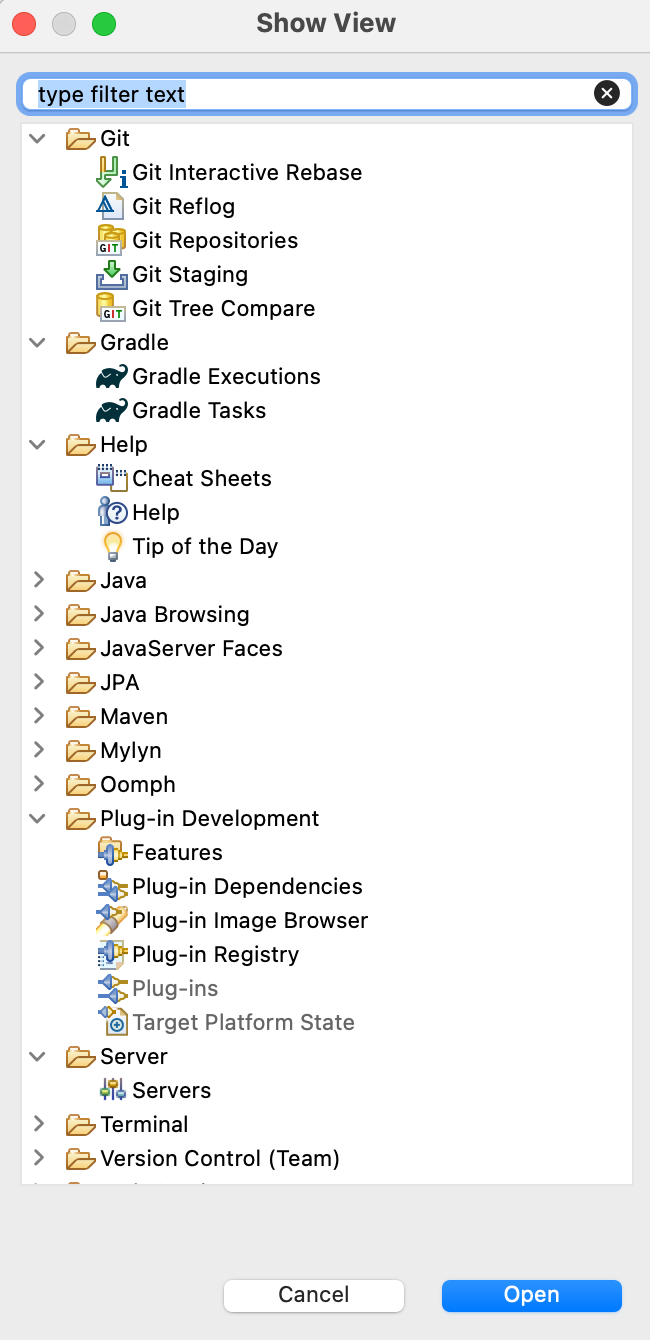 Show View
type filter text
Git
Git Interactive Rebase
Git Reflog
GIT Git Repositories
Git Staging
GIT Git Tree Compare
Gradle
Gradle Executions
Gradle Tasks
Help
Cheat Sheets
Help
Tip of the Day
Java
Java Browsing
JavaServer Faces
JPA
Maven
Mylyn
Oomph
Plug-in Development
Features
Plug-in Dependencies
Plug-in Image Browser
Plug-in Registry
Plug-ins
Target Platform State
Server
Servers
Terminal
Version Control (Team)
Cancel Open